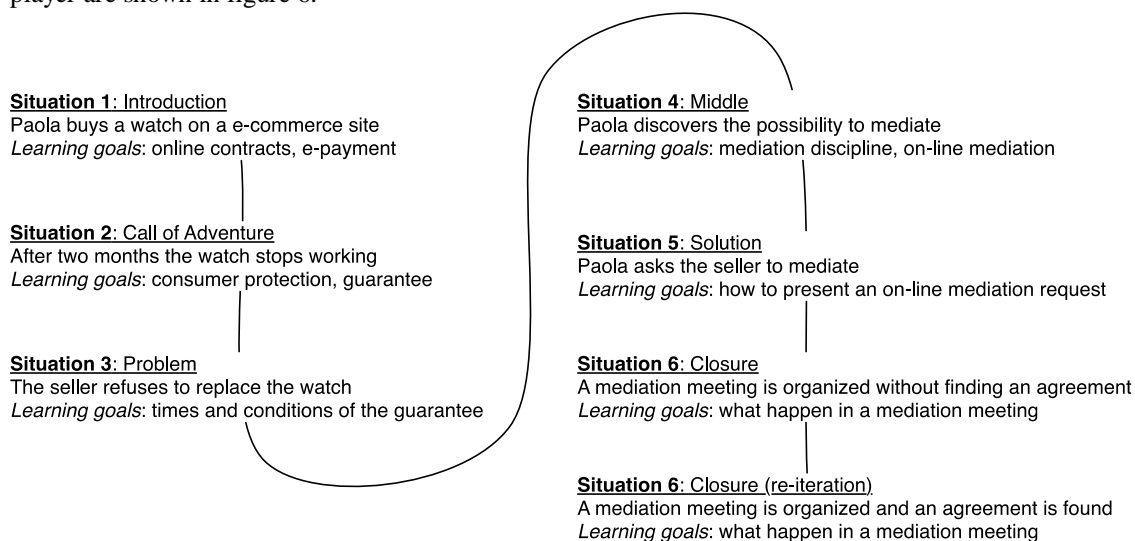 player are shown in figure 6.
Situation 1: Introduction
Paola buys a watch on a e-commerce site
Learning goals: online contracts, e-payment
Situation 2: Call of Adventure
After two months the watch stops working
Learning goals: consumer protection, guarantee
Situation 3: Problem
The seller refuses to replace the watch
Learning goals: times and conditions of the guarantee
Situation 4: Middle
Paola discovers the possibility to mediate
Learning goals: mediation discipline, on-line mediation
Situation 5: Solution
Paola asks the seller to mediate
Learning goals: how to present an on-line mediation request
Situation 6: Closure
A mediation meeting is organized without finding an agreement
Learning goals: what happen in a mediation meeting
Situation 6: Closure (re-iteration)
A mediation meeting is organized and an agreement is found
Learning goals: what happen in a mediation meeting